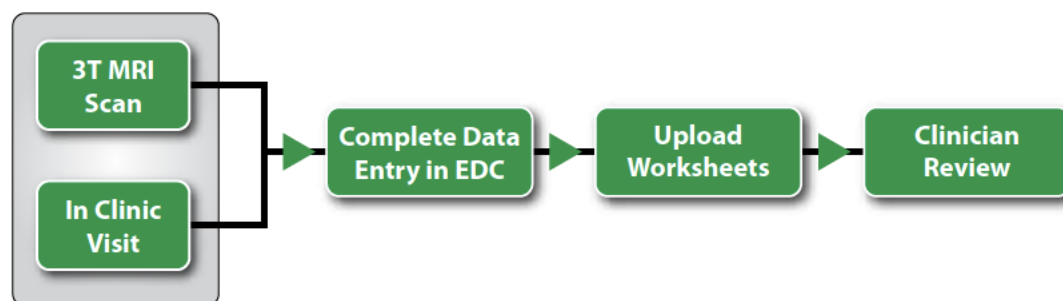 3T MRI
Scan
In Clinic
Visit
Complete Data
Entry in EDC
Upload
Worksheets
Clinician
Review